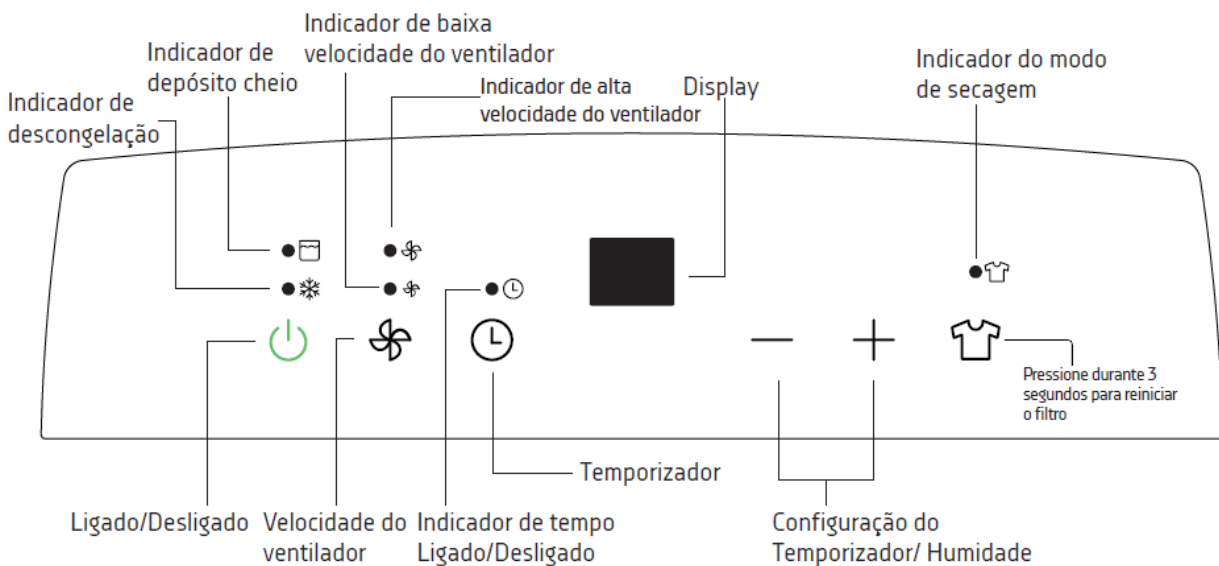 Indicador de baixa
velocidade do ventilador
Indicador de
depósito cheio
Indicador de alta
velocidade do ventilador
Display
Indicador do modo
de secagem
Indicador de
descongelação
Pressione durante 3
segundos para reiniciar
o filtro
Temporizador
Ligado/Desligado
Velocidade do
ventilador
Indicador de tempo
Ligado/Desligado
Configuração do
Temporizador/ Humidade